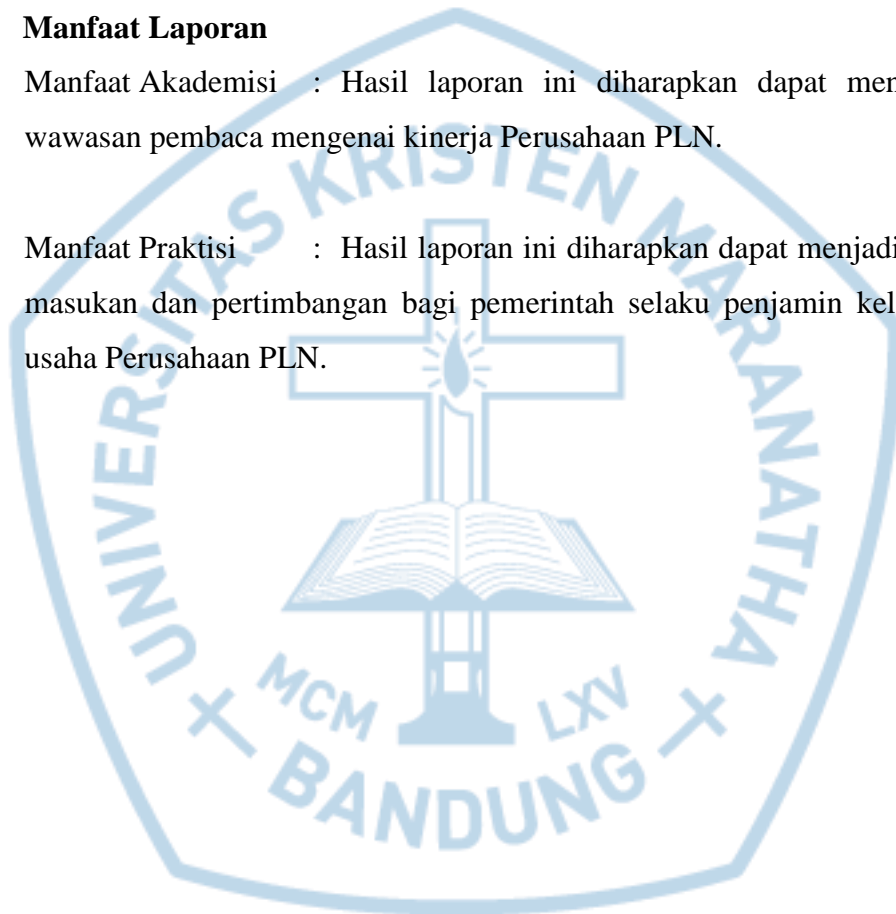 Manfaat Laporan
Manfaat Akademisi : Hasil laporan ini diharapkan dapat
wawasan pembaca mengenai kinerja Perusahaan PLN.
Manfaat Praktisi : Hasil laporan ini diharapkan dapat menjadi
masukan dan pertimbangan bagi pemerintah selaku penjamin
usaha Perusahaan PLN.
UNIVERSITAS KRISTEN MARANATHA
MCM LXV
BANDUNG